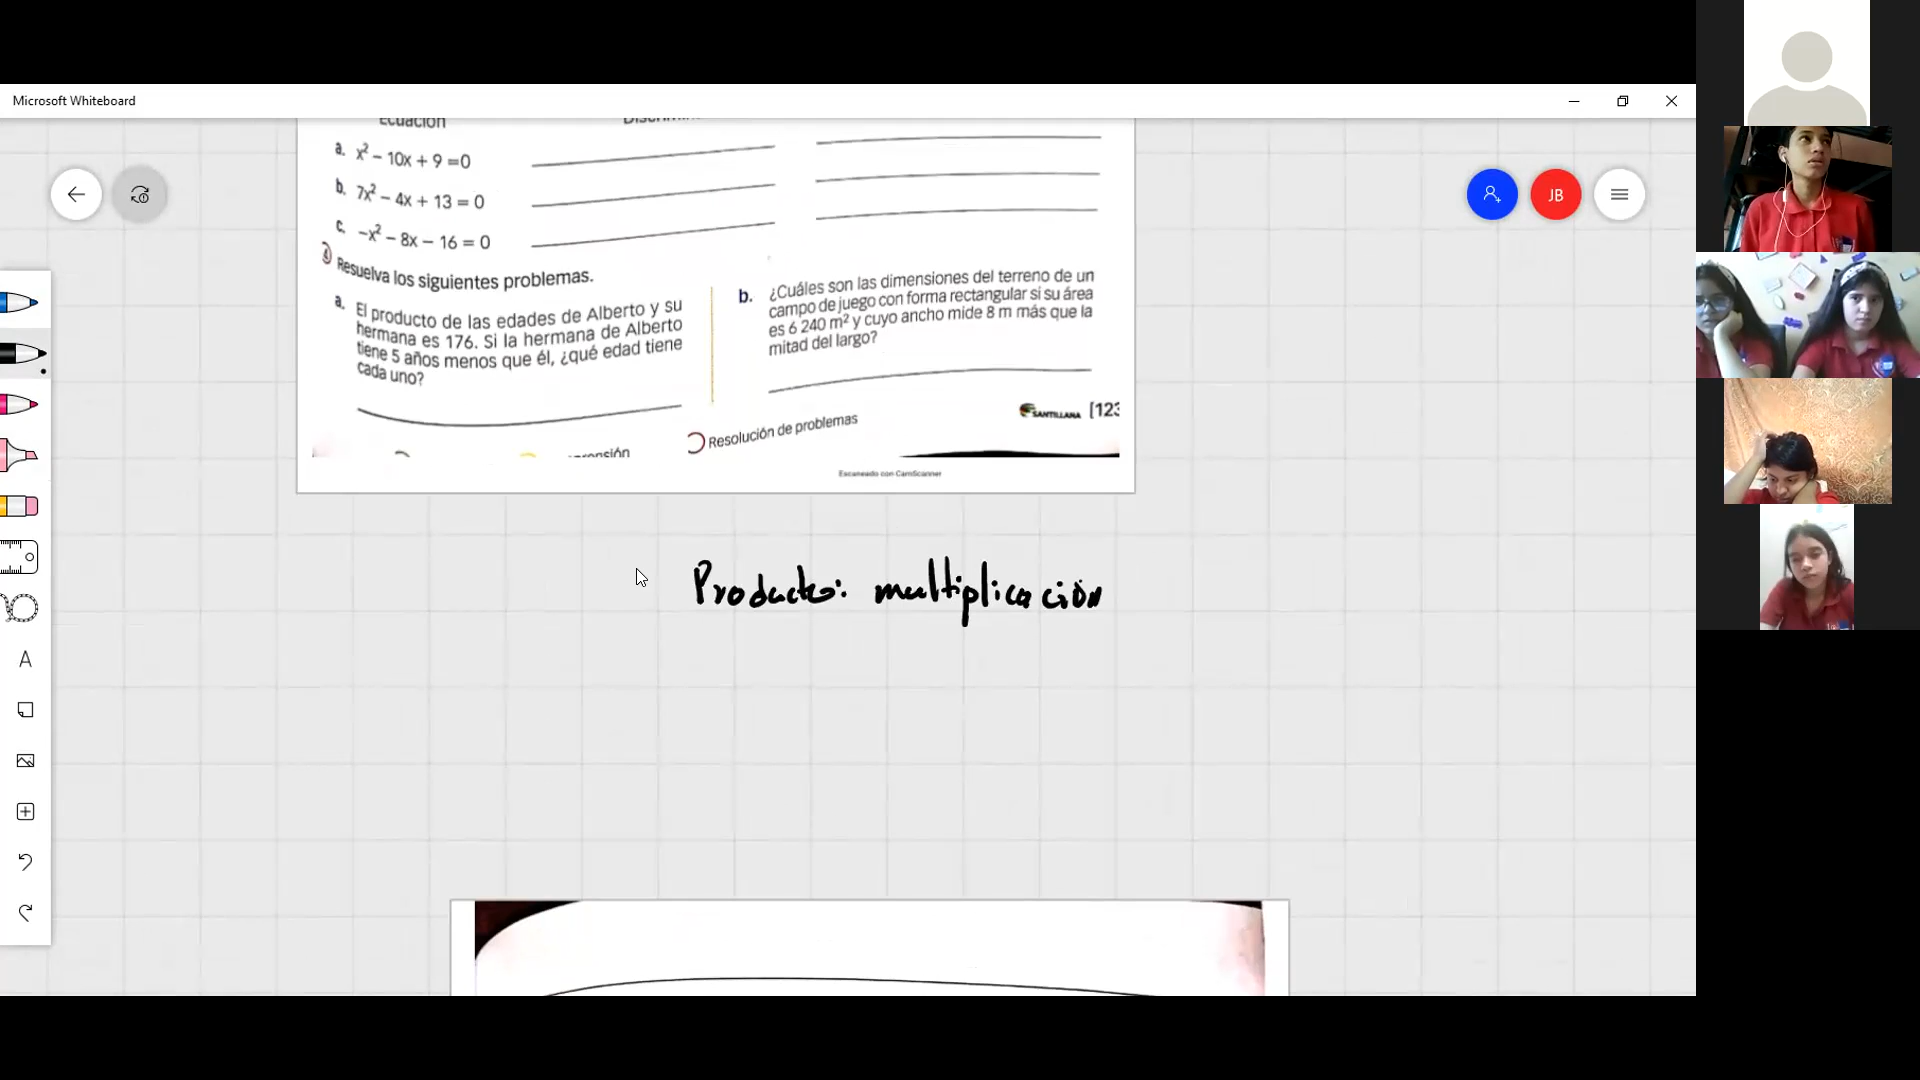 Microsoft Whiteboard
Ecuación
a. x² – 10x + 9 =0
b. 7x² – 4x + 13 = 0
c. –x² – 8x – 16 = 0
Resuelva los siguientes problemas.
a. El producto de las edades de Alberto y su
hermana es 176. Si la hermana de Alberto
tiene 5 años menos que él, ¿qué edad tiene
cada uno?
b. ¿Cuáles son las dimensiones del terreno de un
campo de juego con forma rectangular si su área
es 6 240 m² y cuyo ancho mide 8 m más que la
mitad del largo?
SANTILLANA [123
Resolución de problemas
Escaneado con CamScanner
Producto: multiplicación
JB
A